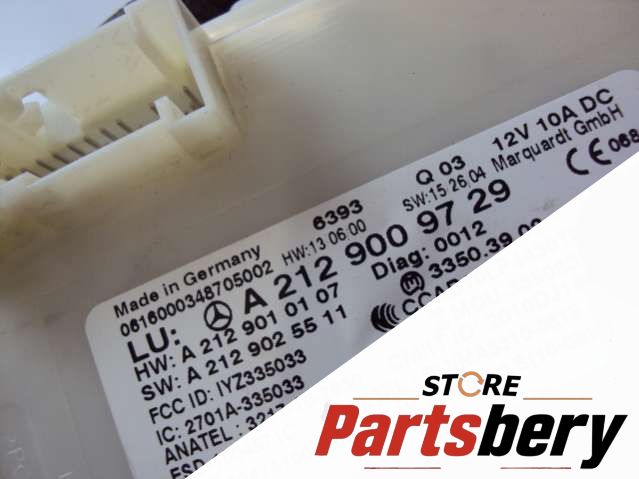 6393 Q 03 12V 10A DC
Made in Germany HW:13 06:00 SW:15 26.04 Marquardt GmbH
0616000348705002
LU: A 212 900 97 29
HW: A 212 901 01 07 Diag: 0012
SW: A 212 902 55 11 3350.39
FCC ID: IYZ335033
IC: 2701A-335033
ANATEL:
STORE
Partsbery